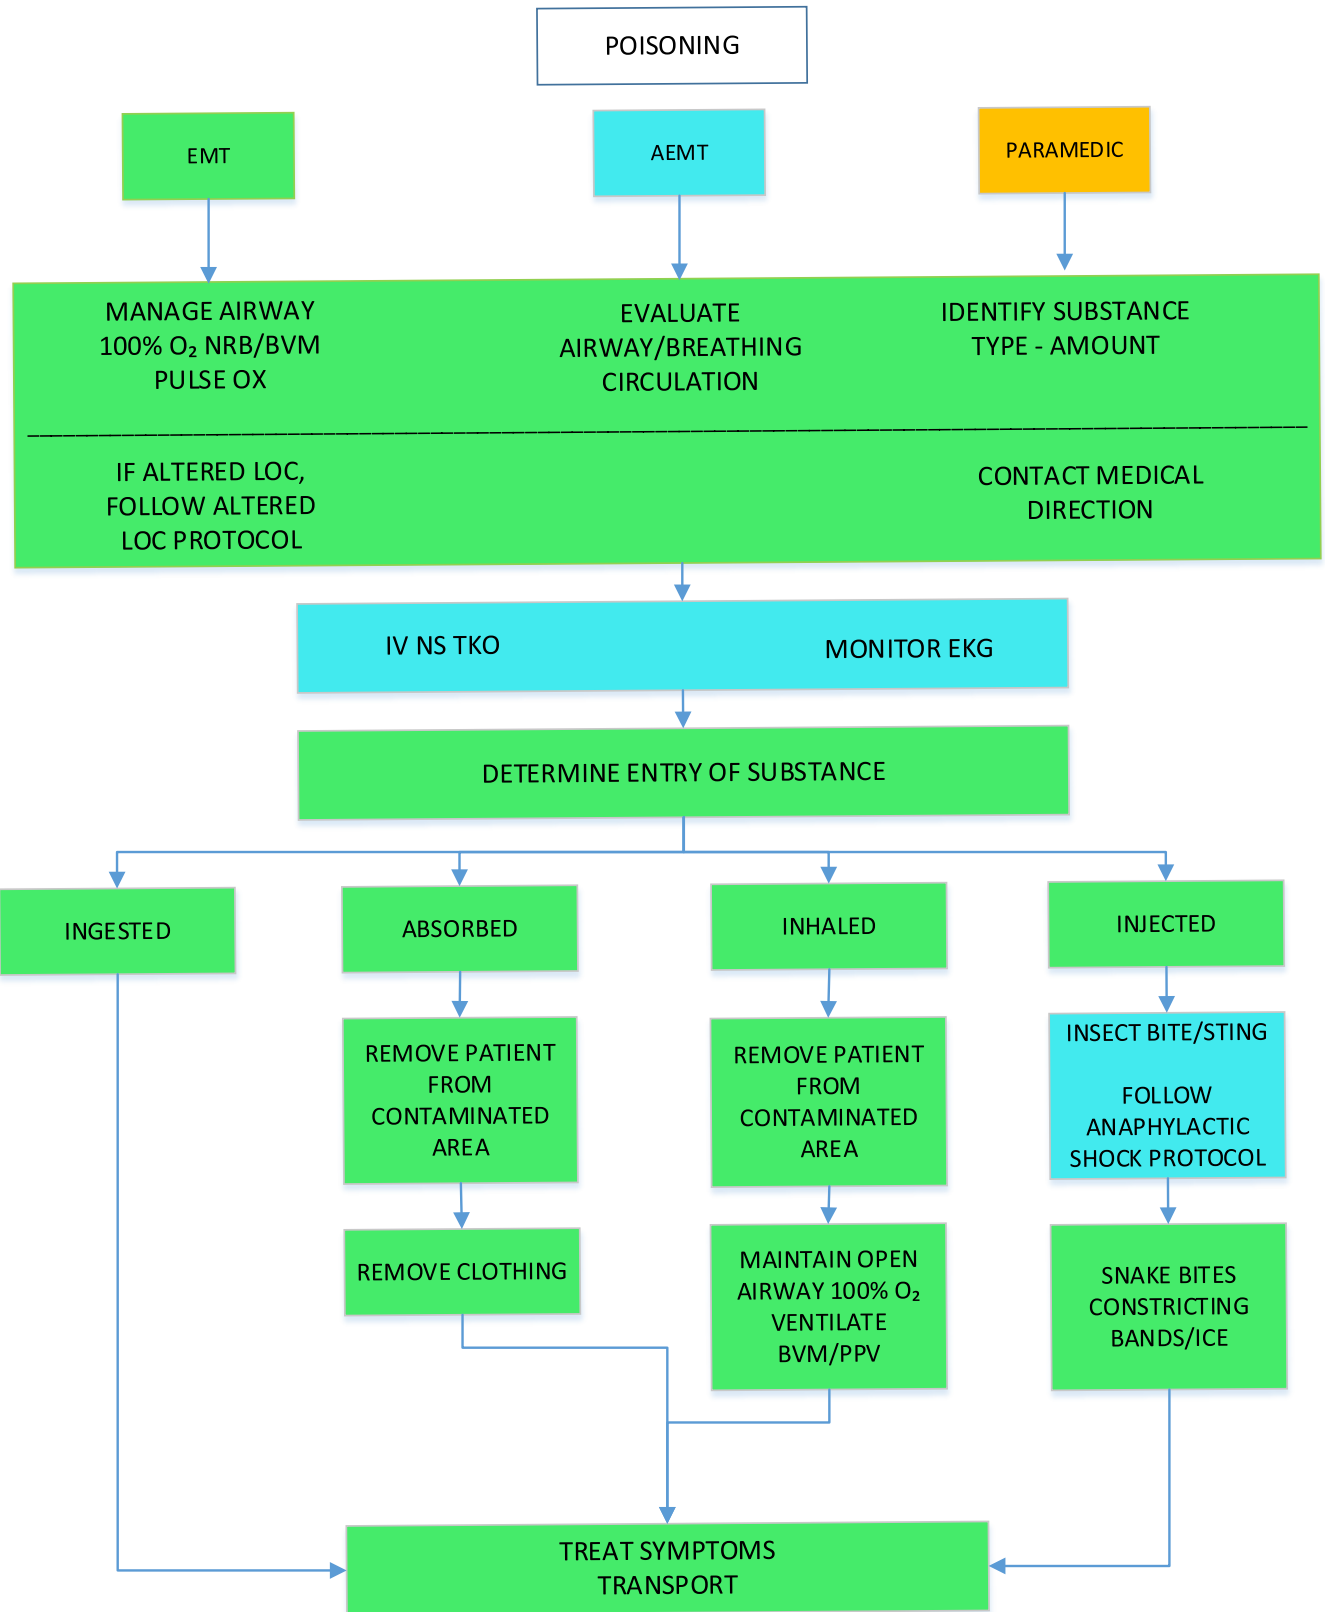 POISONING
EMT
AEMT
PARAMEDIC
MANAGE AIRWAY
100% O₂ NRB/BVM
PULSE OX
EVALUATE
AIRWAY/BREATHING
CIRCULATION
IDENTIFY SUBSTANCE
TYPE - AMOUNT
IF ALTERED LOC,
FOLLOW ALTERED
LOC PROTOCOL
CONTACT MEDICAL
DIRECTION
IV NS TKO
MONITOR EKG
DETERMINE ENTRY OF SUBSTANCE
INGESTED
ABSORBED
INHALED
INJECTED
REMOVE PATIENT
FROM
CONTAMINATED
AREA
REMOVE PATIENT
FROM
CONTAMINATED
AREA
INSECT BITE/STING
FOLLOW
ANAPHYLACTIC
SHOCK PROTOCOL
REMOVE CLOTHING
MAINTAIN OPEN
AIRWAY 100% O₂
VENTILATE
BVM/PPV
SNAKE BITES
CONSTRICTING
BANDS/ICE
TREAT SYMPTOMS
TRANSPORT